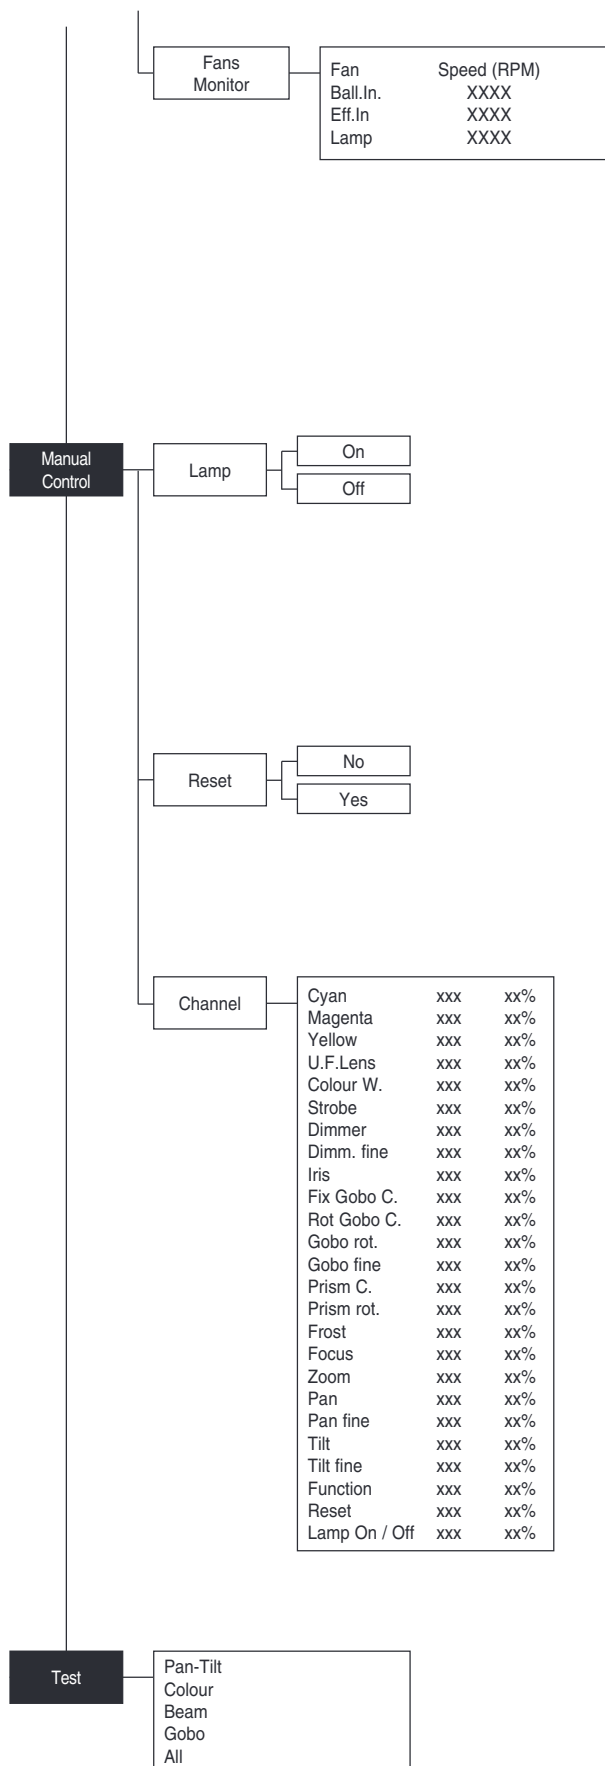 Fans
Monitor
Fan Speed (RPM)
Ball.In. XXXX
Eff.In XXXX
Lamp XXXX
Manual
Control
Lamp
On
Off
Reset
No
Yes
Channel
Cyan xxx xx%
Magenta xxx xx%
Yellow xxx xx%
U.F.Lens xxx xx%
Colour W. xxx xx%
Strobe xxx xx%
Dimmer xxx xx%
Dimm. fine xxx xx%
Iris xxx xx%
Fix Gobo C. xxx xx%
Rot Gobo C. xxx xx%
Gobo rot. xxx xx%
Gobo fine xxx xx%
Prism C. xxx xx%
Prism rot. xxx xx%
Frost xxx xx%
Focus xxx xx%
Zoom xxx xx%
Pan xxx xx%
Pan fine xxx xx%
Tilt xxx xx%
Tilt fine xxx xx%
Function xxx xx%
Reset xxx xx%
Lamp On / Off xxx xx%
Test
Pan-Tilt
Colour
Beam
Gobo
All